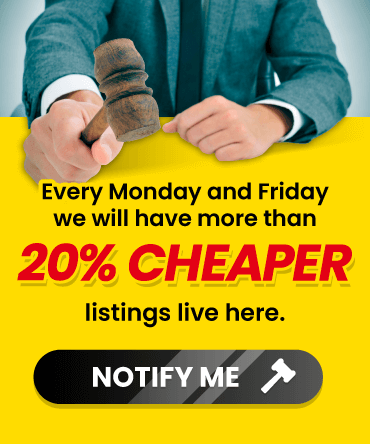 Every Monday and Friday
we will have more than
20% CHEAPER
listings live here.
NOTIFY ME